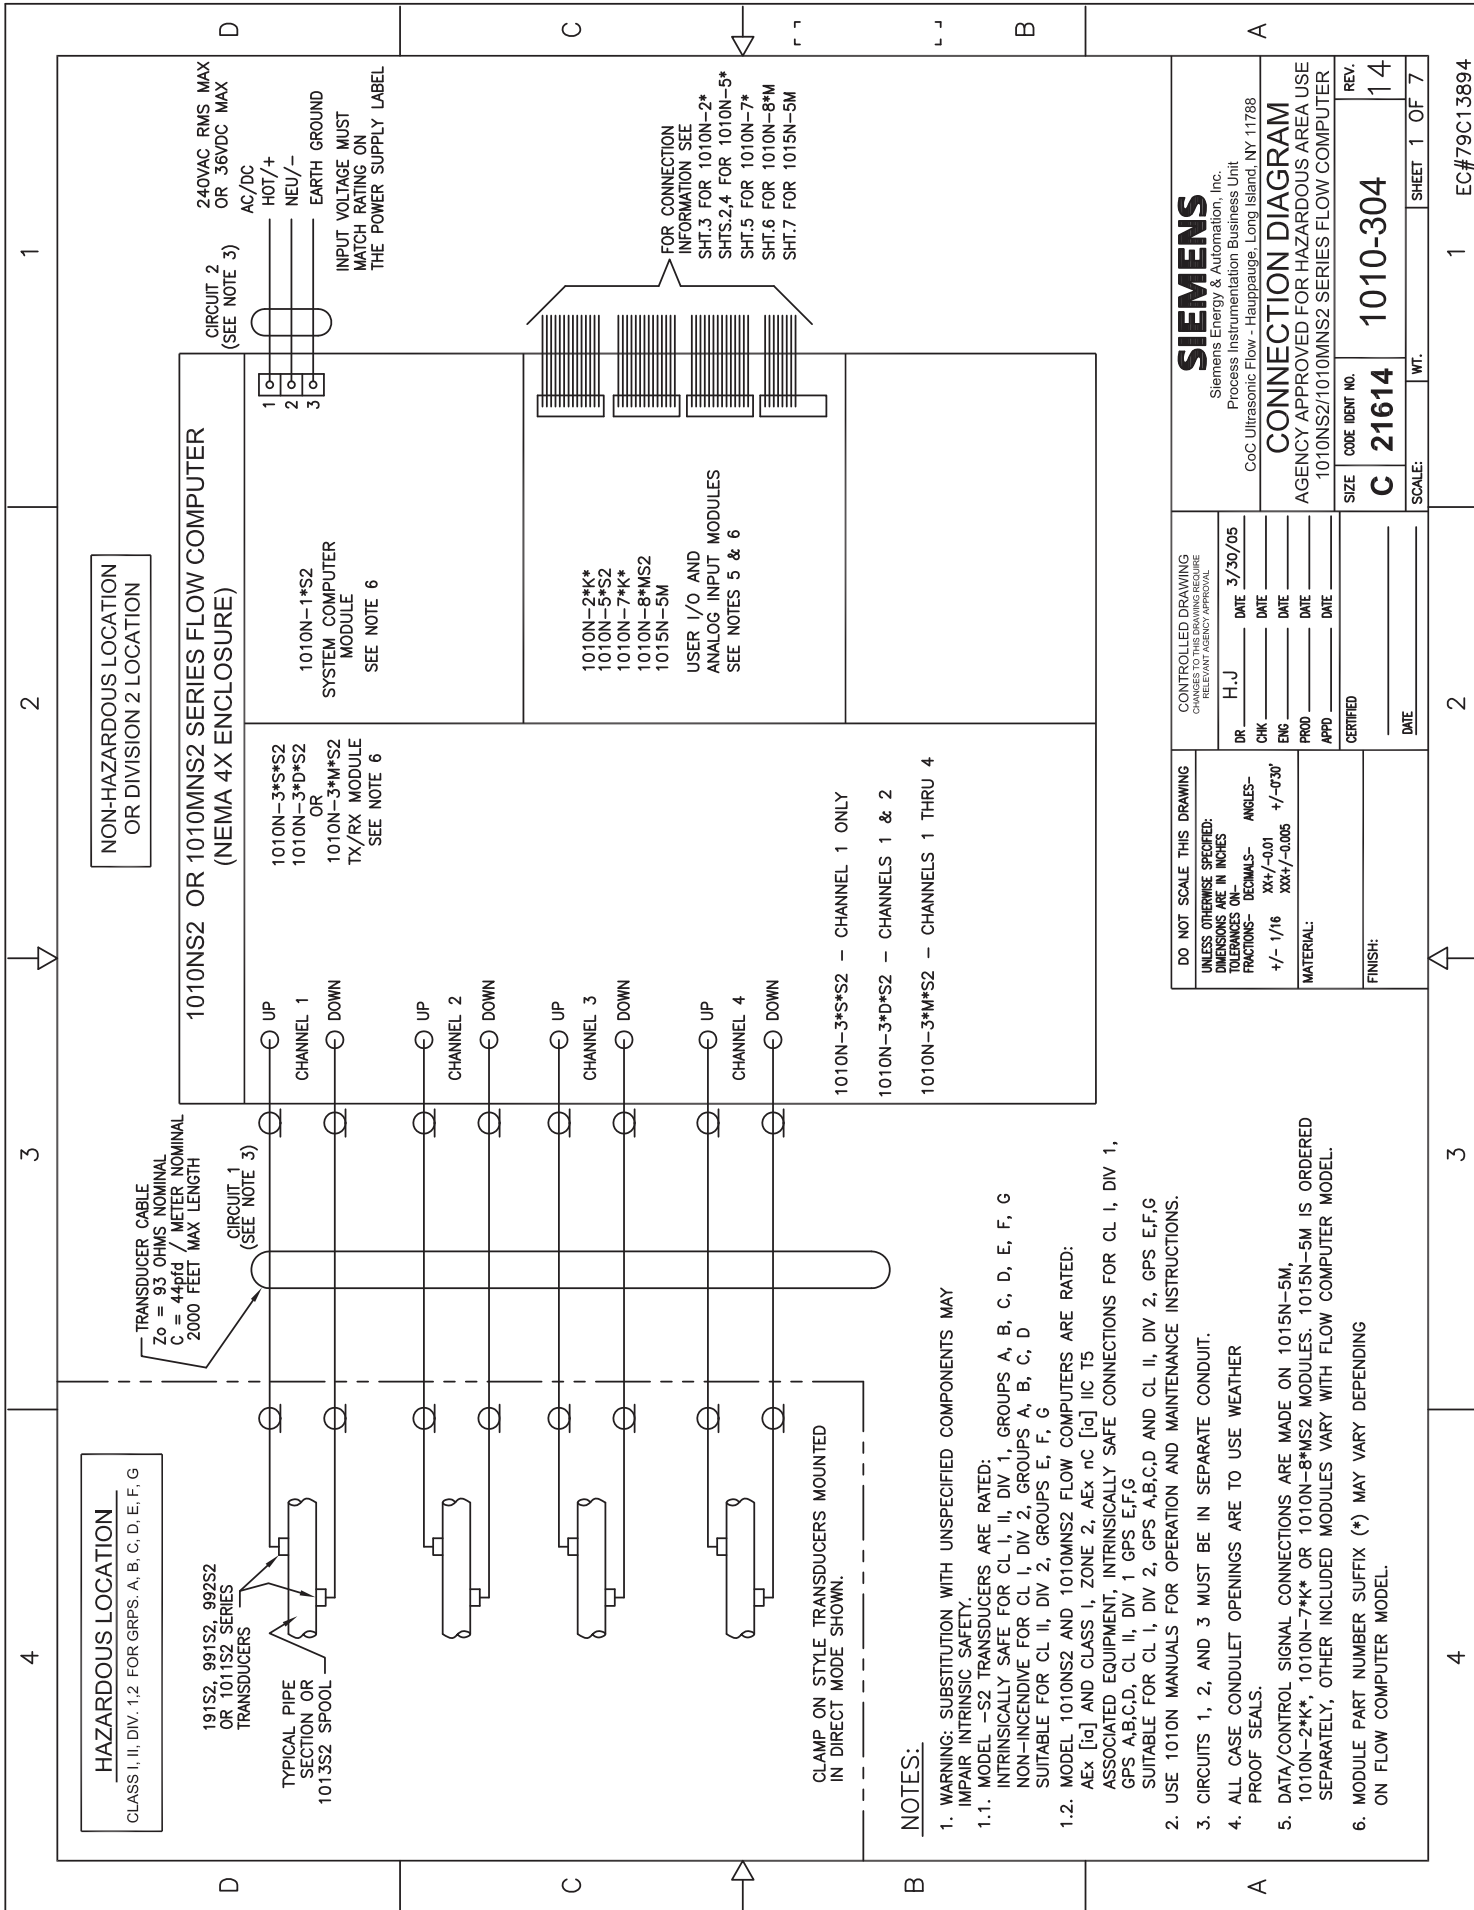 4
3
2
1
D
C
B
A
HAZARDOUS LOCATION
CLASS I, II, DIV. 1,2 FOR GRPS. A, B, C, D, E, F, G
191S2, 991S2, 992S2
OR 1011S2 SERIES
TRANSDUCERS
TYPICAL PIPE
SECTION OR
1013S2 SPOOL
CLAMP ON STYLE TRANSDUCERS MOUNTED
IN DIRECT MODE SHOWN.
TRANSDUCER CABLE
Zo = 93 OHMS NOMINAL
C = 44pfd / METER NOMINAL
2000 FEET MAX LENGTH
CIRCUIT 1
(SEE NOTE 3)
NON-HAZARDOUS LOCATION
OR DIVISION 2 LOCATION
1010NS2 OR 1010MNS2 SERIES FLOW COMPUTER
(NEMA 4X ENCLOSURE)
UP
CHANNEL 1
DOWN
UP
CHANNEL 2
DOWN
UP
CHANNEL 3
DOWN
UP
CHANNEL 4
DOWN
1010N-3*S*S2
1010N-3*D*S2
OR
1010N-3*M*S2
TX/RX MODULE
SEE NOTE 6
1010N-3*S*S2 - CHANNEL 1 ONLY
1010N-3*D*S2 - CHANNELS 1 & 2
1010N-3*M*S2 - CHANNELS 1 THRU 4
1010N-1*S2
SYSTEM COMPUTER
MODULE
SEE NOTE 6
1010N-2*K*
1010N-5*S2
1010N-7*K*
1010N-8*MS2
1015N-5M
USER I/O AND
ANALOG INPUT MODULES
SEE NOTES 5 & 6
1
2
3
CIRCUIT 2
(SEE NOTE 3)
240VAC RMS MAX
OR 36VDC MAX
AC/DC
HOT/+
NEU/-
EARTH GROUND
INPUT VOLTAGE MUST
MATCH RATING ON
THE POWER SUPPLY LABEL
FOR CONNECTION
INFORMATION SEE
SHT.3 FOR 1010N-2*
SHTS.2,4 FOR 1010N-5*
SHT.5 FOR 1010N-7*
SHT.6 FOR 1010N-8*M
SHT.7 FOR 1015N-5M
NOTES:
1. WARNING: SUBSTITUTION WITH UNSPECIFIED COMPONENTS MAY
IMPAIR INTRINSIC SAFETY.
1.1. MODEL -S2 TRANSDUCERS ARE RATED:
INTRINSICALLY SAFE FOR CL I, II, DIV 1, GROUPS A, B, C, D, E, F, G
NON-INCENDIVE FOR CL I, DIV 2, GROUPS A, B, C, D
SUITABLE FOR CL II, DIV 2, GROUPS E, F, G
1.2. MODEL 1010NS2 AND 1010MNS2 FLOW COMPUTERS ARE RATED:
AEx [ia] AND CLASS I, ZONE 2, AEx nC [ia] IIC T5
ASSOCIATED EQUIPMENT, INTRINSICALLY SAFE CONNECTIONS FOR CL I, DIV 1,
GPS A,B,C,D, CL II, DIV 1 GPS E,F,G
SUITABLE FOR CL I, DIV 2, GPS A,B,C,D AND CL II, DIV 2, GPS E,F,G
2. USE 1010N MANUALS FOR OPERATION AND MAINTENANCE INSTRUCTIONS.
3. CIRCUITS 1, 2, AND 3 MUST BE IN SEPARATE CONDUIT.
4. ALL CASE CONDULET OPENINGS ARE TO USE WEATHER
PROOF SEALS.
5. DATA/CONTROL SIGNAL CONNECTIONS ARE MADE ON 1015N-5M,
1010N-2*K*, 1010N-7*K* OR 1010N-8*MS2 MODULES. 1015N-5M IS ORDERED
SEPARATELY, OTHER INCLUDED MODULES VARY WITH FLOW COMPUTER MODEL.
6. MODULE PART NUMBER SUFFIX (*) MAY VARY DEPENDING
ON FLOW COMPUTER MODEL.
DO NOT SCALE THIS DRAWING
UNLESS OTHERWISE SPECIFIED:
DIMENSIONS ARE IN INCHES
TOLERANCES ON-
FRACTIONS- DECIMALS- ANGLES-
+/- 1/16 XX+/-0.01 +/-0°30'
XXX+/-0.005
MATERIAL:
FINISH:
CONTROLLED DRAWING
CHANGES TO THIS DRAWING REQUIRE
RELEVANT AGENCY APPROVAL
DR H.J DATE 3/30/05
CHK DATE
ENG DATE
PROD DATE
APPD DATE
CERTIFIED
DATE
SIEMENS
Siemens Energy & Automation, Inc.
Process Instrumentation Business Unit
CoC Ultrasonic Flow - Hauppauge, Long Island, NY 11788
CONNECTION DIAGRAM
AGENCY APPROVED FOR HAZARDOUS AREA USE
1010NS2/1010MNS2 SERIES FLOW COMPUTER
SIZE
C
CODE IDENT NO.
21614
1010-304
REV.
14
SCALE:
WT.
SHEET 1 OF 7
D
C
B
A
4
3
2
1
EC#79C13894